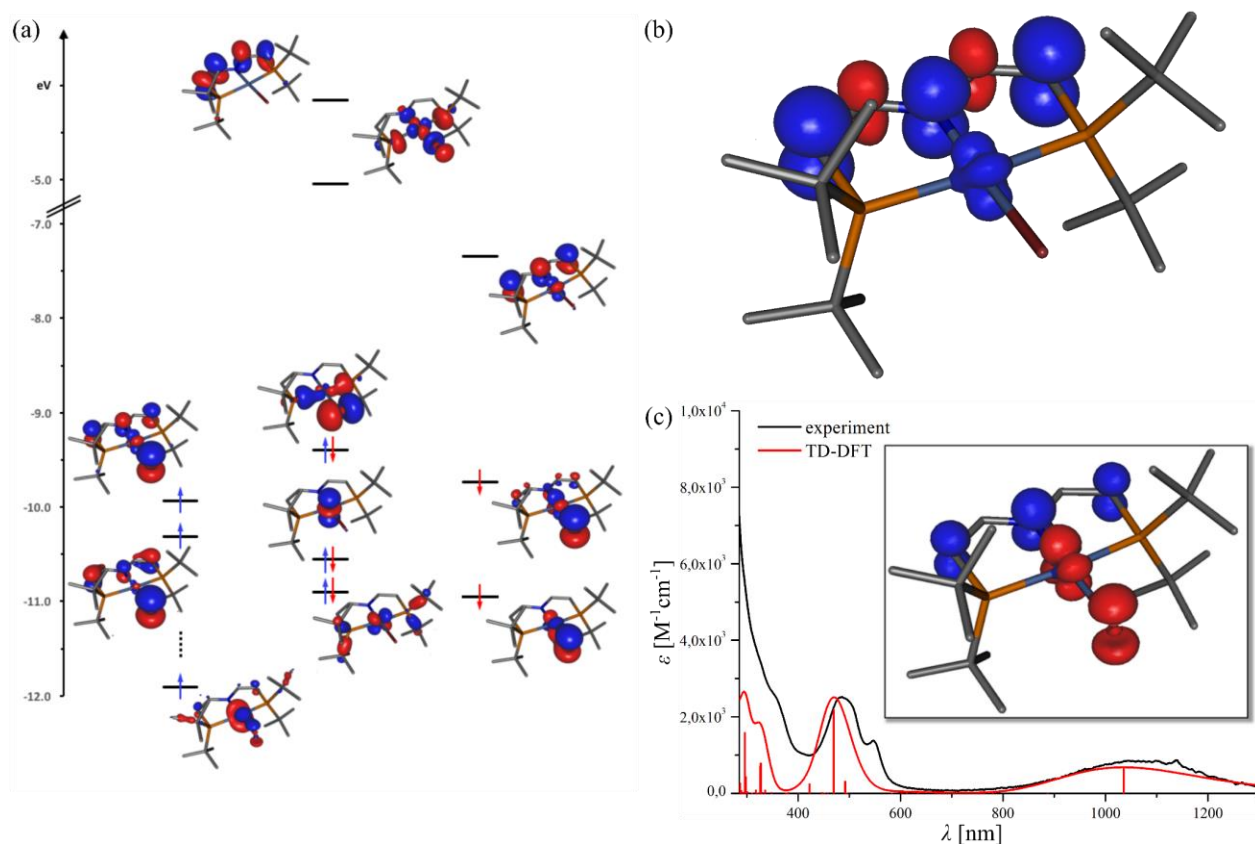 (a)
eV
-5.0
-7.0
-8.0
-9.0
-10.0
-11.0
-12.0
(b)
(c)
1,0x10⁴
8,0x10³
6,0x10³
4,0x10³
2,0x10³
0,0
ε [M⁻¹cm⁻¹]
experiment
TD-DFT
400 600 800 1000 1200
λ [nm]